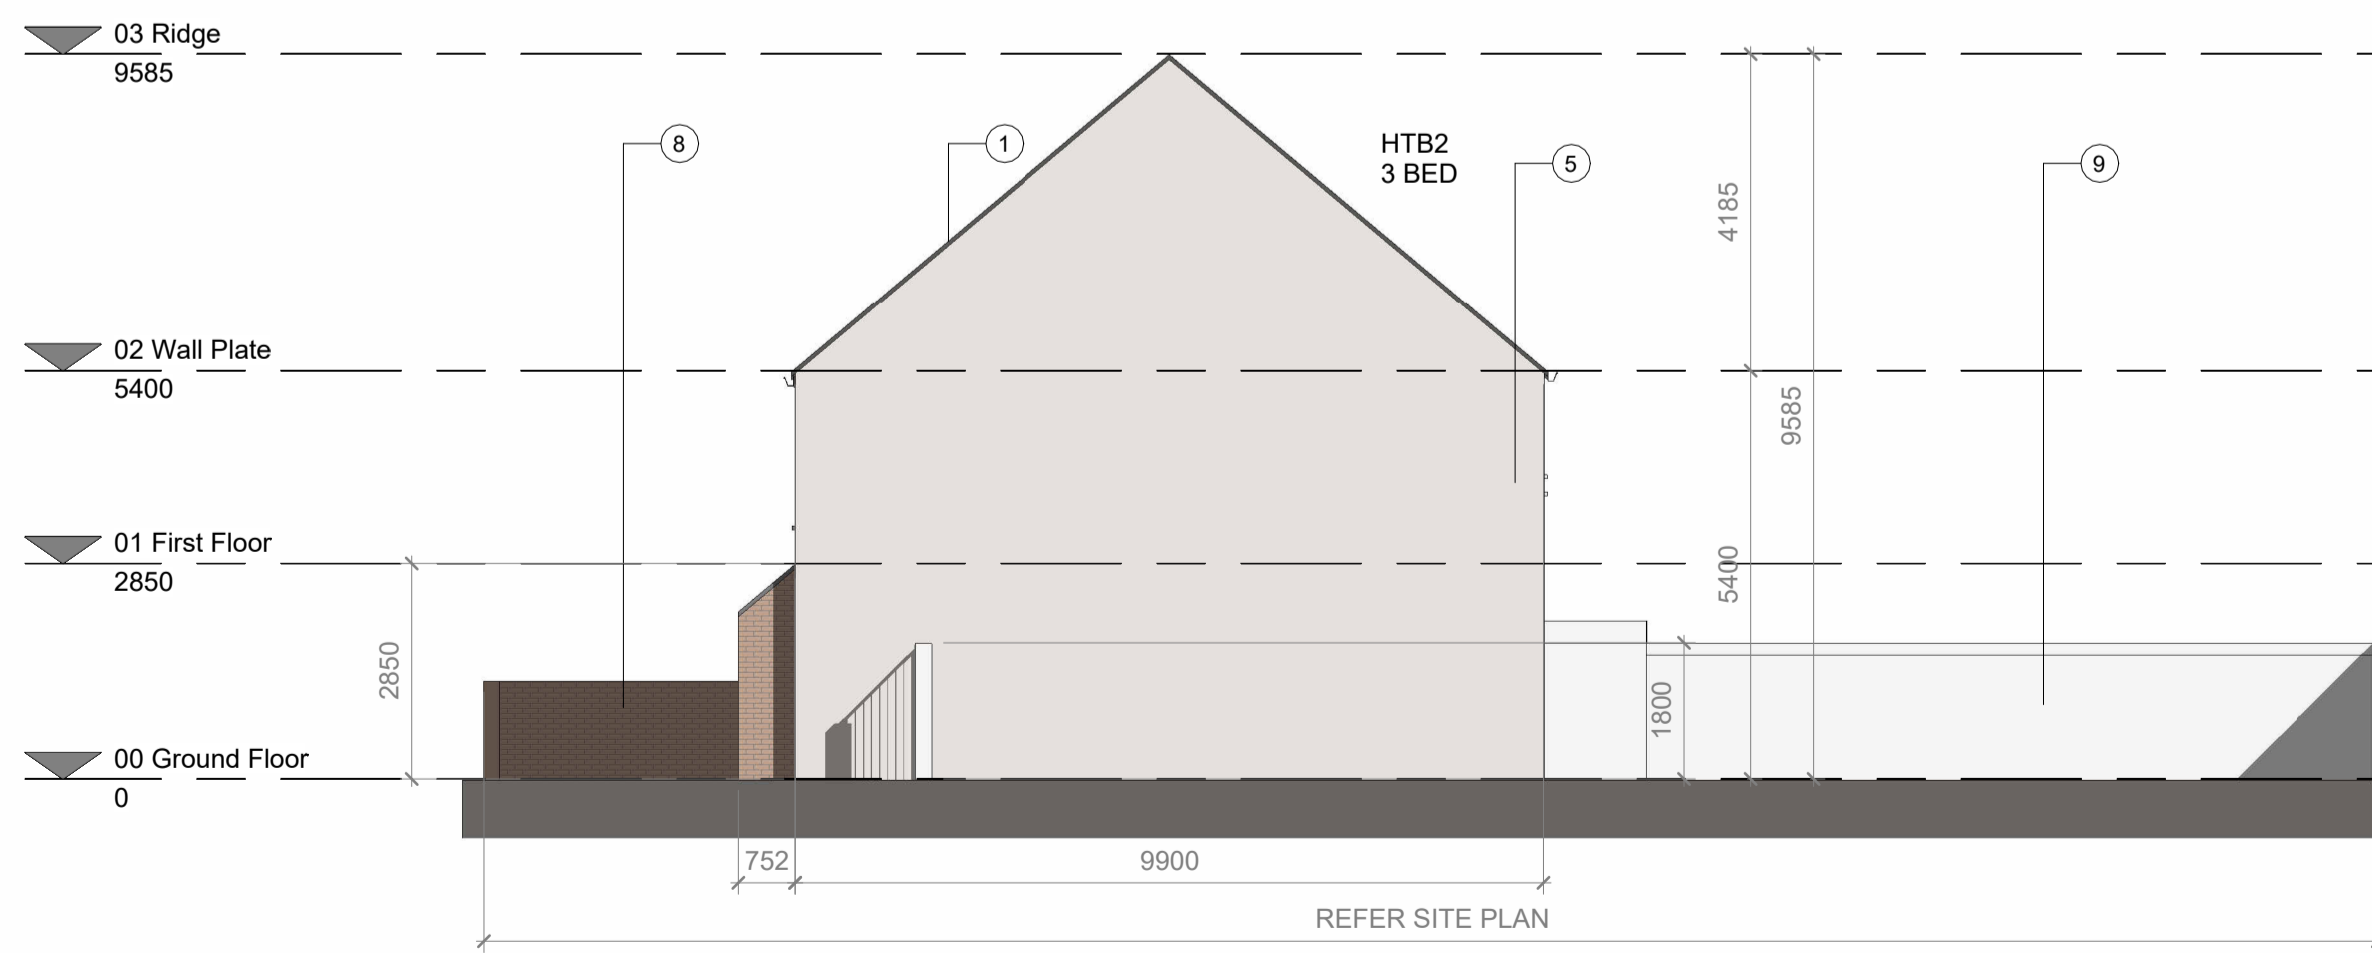 03 Ridge
9585
8
1
HTB2
3 BED
5
9
4185
02 Wall Plate
5400
9585
01 First Floor
2850
5400
2850
1800
00 Ground Floor
0
752
9900
REFER SITE PLAN